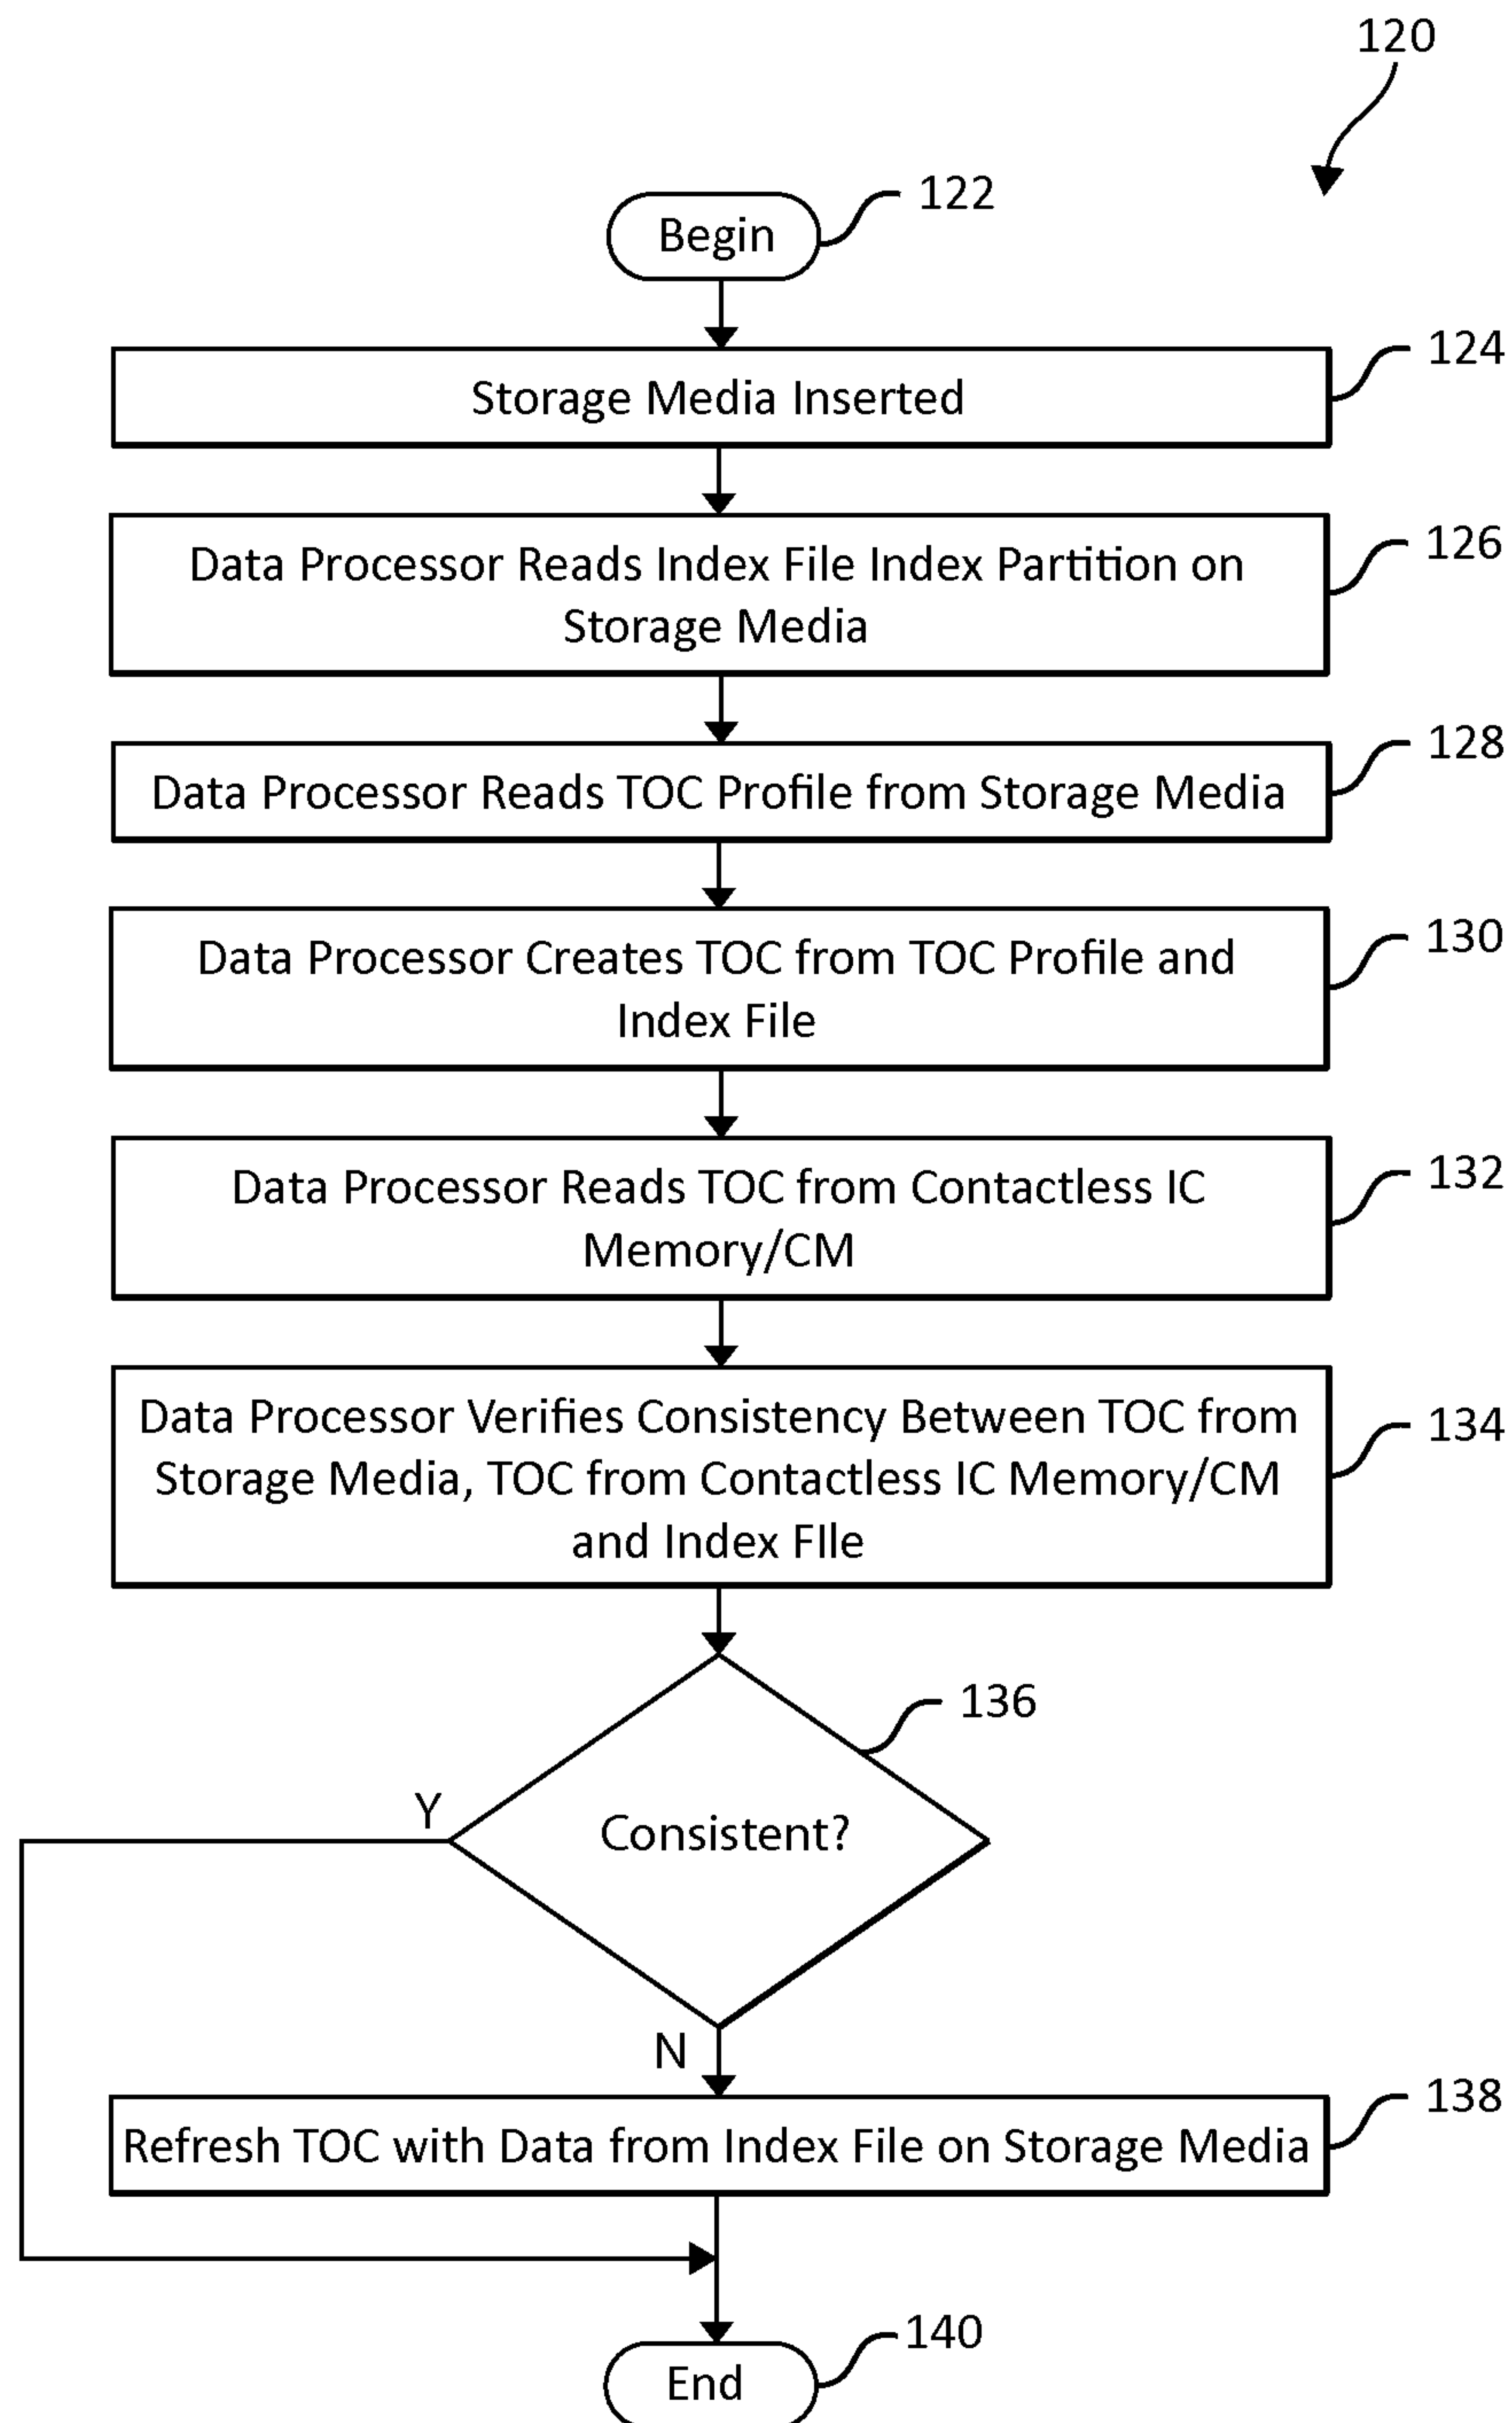 120
Begin
122
Storage Media Inserted
124
Data Processor Reads Index File Index Partition on
Storage Media
126
Data Processor Reads TOC Profile from Storage Media
128
Data Processor Creates TOC from TOC Profile and
Index File
130
Data Processor Reads TOC from Contactless IC
Memory/CM
132
Data Processor Verifies Consistency Between TOC from
Storage Media, TOC from Contactless IC Memory/CM
and Index FIle
134
136
Y
Consistent?
N
Refresh TOC with Data from Index File on Storage Media
138
140
End